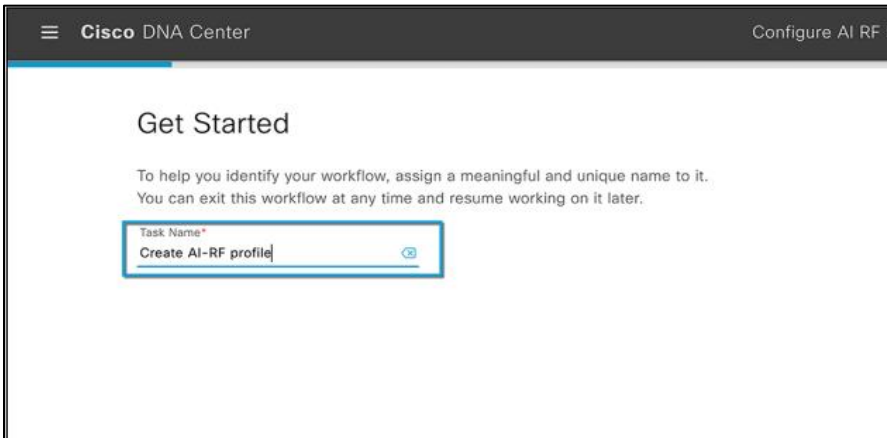 Cisco DNA Center
Configure AI RF
Get Started
To help you identify your workflow, assign a meaningful and unique name to it.
You can exit this workflow at any time and resume working on it later.
Task Name*
Create AI-RF profile